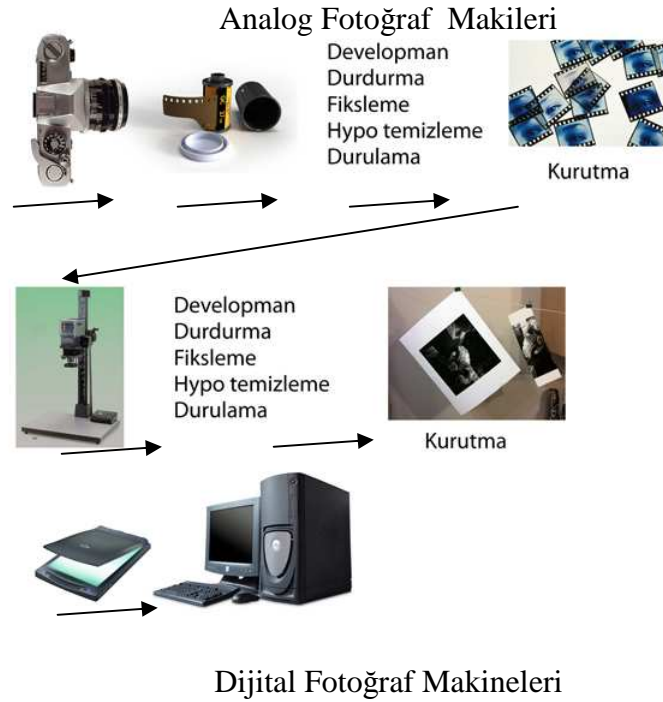 Analog Fotoğraf Makileri
Developman
Durdurma
Fiksleme
Hypo temizleme
Durulama
Kurutma
Developman
Durdurma
Fiksleme
Hypo temizleme
Durulama
Kurutma
Dijital Fotoğraf Makineleri